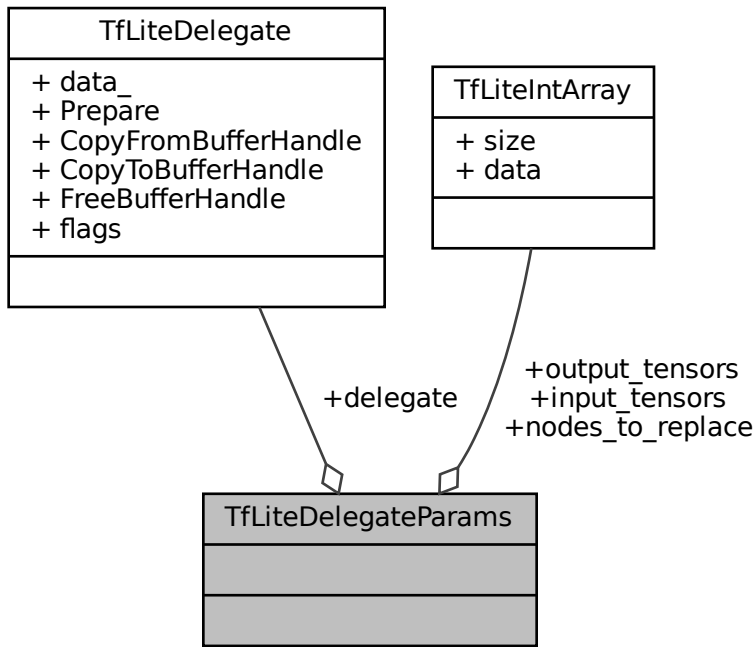 TfLiteDelegate
+ data_
+ Prepare
+ CopyFromBufferHandle
+ CopyToBufferHandle
+ FreeBufferHandle
+ flags
TfLiteIntArray
+ size
+ data
+delegate
+output_tensors
+input_tensors
+nodes_to_replace
TfLiteDelegateParams